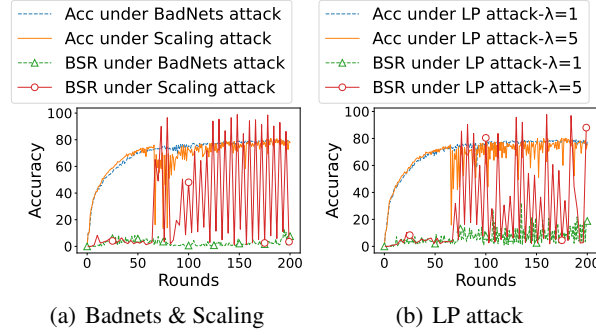 Acc under BadNets attack
Acc under Scaling attack
BSR under BadNets attack
BSR under Scaling attack
Accuracy
100
80
60
40
20
0
0
50
100
150
200
Rounds
(a) Badnets & Scaling
Acc under LP attack-λ=1
Acc under LP attack-λ=5
BSR under LP attack-λ=1
BSR under LP attack-λ=5
Accuracy
100
80
60
40
20
0
0
50
100
150
200
Rounds
(b) LP attack